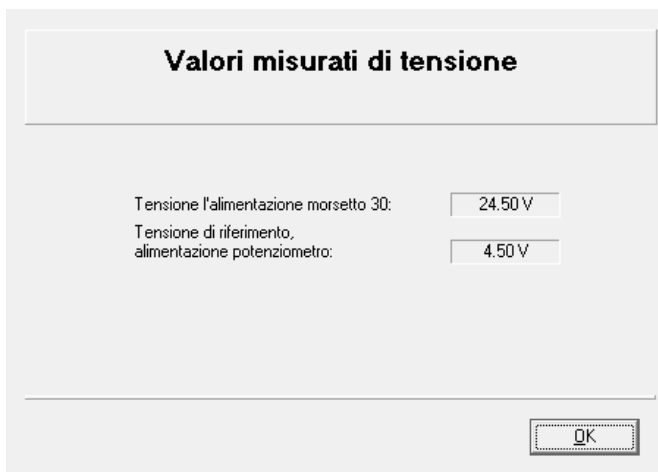 Valori misurati di tensione
Tensione l'alimentazione morsetto 30: 24.50 V
Tensione di riferimento,
alimentazione potenziometro: 4.50 V
OK